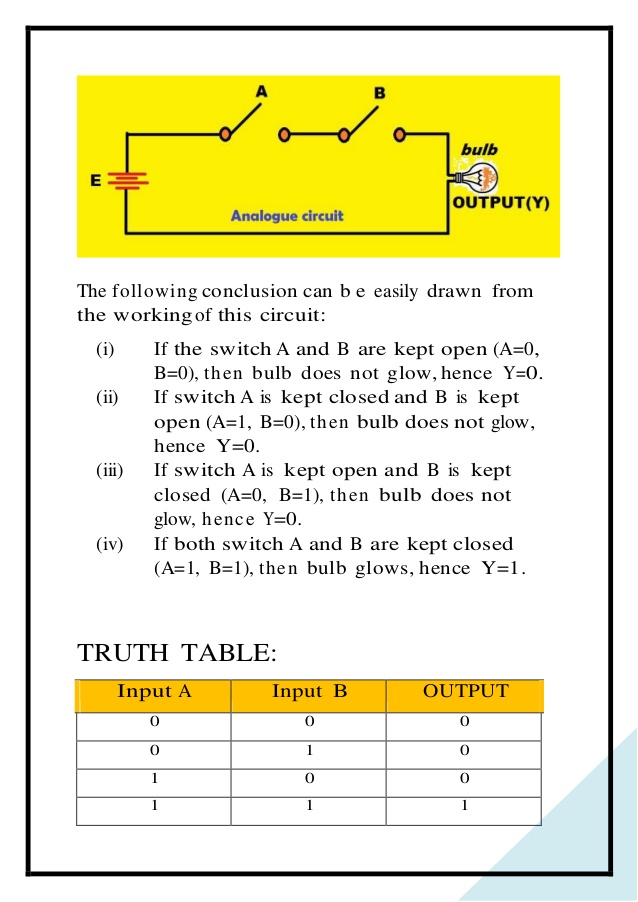 A
B
bulb
E
OUTPUT(Y)
Analogue circuit
The following conclusion can b e easily drawn from
the working of this circuit:
(i) If the switch A and B are kept open (A=0,
B=0), then bulb does not glow, hence Y=0.
(ii) If switch A is kept closed and B is kept
open (A=1, B=0), then bulb does not glow,
hence Y=0.
(iii) If switch A is kept open and B is kept
closed (A=0, B=1), then bulb does not
glow, hence Y=0.
(iv) If both switch A and B are kept closed
(A=1, B=1), then bulb glows, hence Y=1.
TRUTH TABLE:
Input A Input B OUTPUT
0 0 0
0 1 0
1 0 0
1 1 1